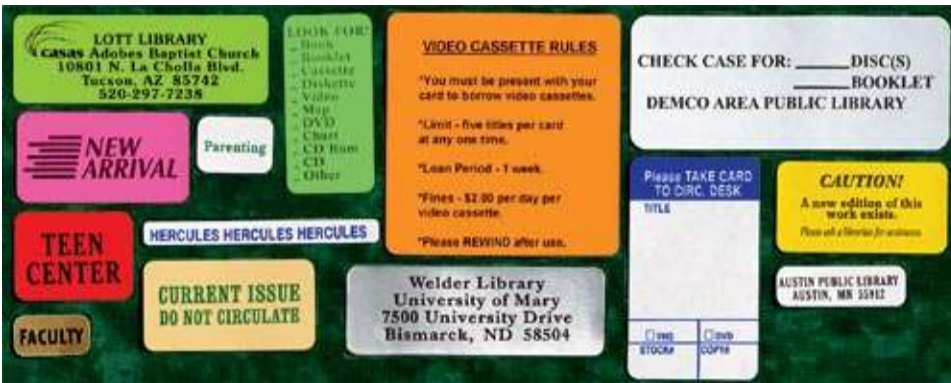 LOTT LIBRARY
casas Adobes Baptist Church
10801 N. La Cholla Blvd.
Tucson, AZ 85742
520-297-7238
LOOK FOR:
_ Book
_ Booklet
_ Cassette
_ Diskette
_ Video
_ Map
_ DVD
_ Chart
_ CD Rom
_ CD
_ Other
VIDEO CASSETTE RULES
*You must be present with your
card to borrow video cassettes.
*Limit - five titles per card
at any one time.
*Loan Period - 1 week.
*Fines - $2.00 per day per
video cassette.
*Please REWIND after use.
CHECK CASE FOR: ______DISC(S)
______BOOKLET
DEMCO AREA PUBLIC LIBRARY
NEW
ARRIVAL
Parenting
Please TAKE CARD
TO CIRC. DESK
TITLE
VHS
DVD
STOCK#
COPY#
CAUTION!
A new edition of this
work exists.
Please ask a librarian for assistance.
TEEN
CENTER
HERCULES HERCULES HERCULES
CURRENT ISSUE
DO NOT CIRCULATE
Welder Library
University of Mary
7500 University Drive
Bismarck, ND 58504
AUSTIN PUBLIC LIBRARY
AUSTIN, MN 55912
FACULTY